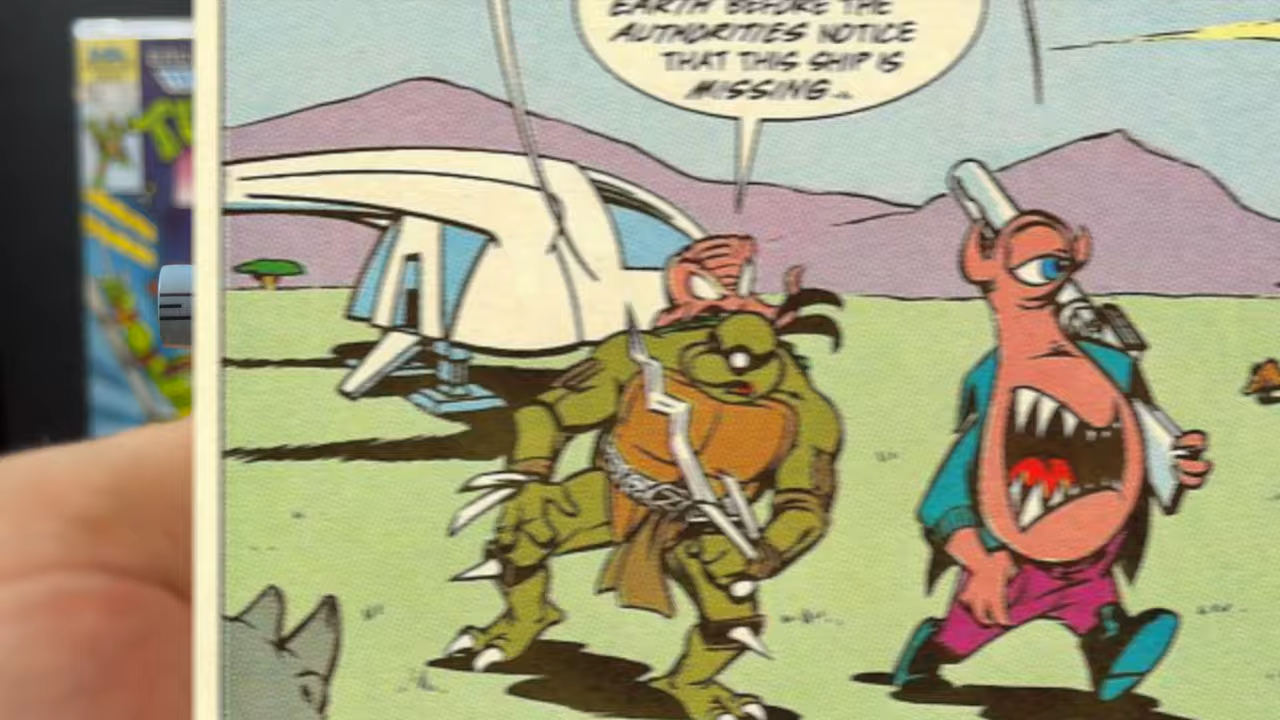 EARTH BEFORE THE
AUTHORITIES NOTICE
THAT THIS SHIP IS
MISSING..